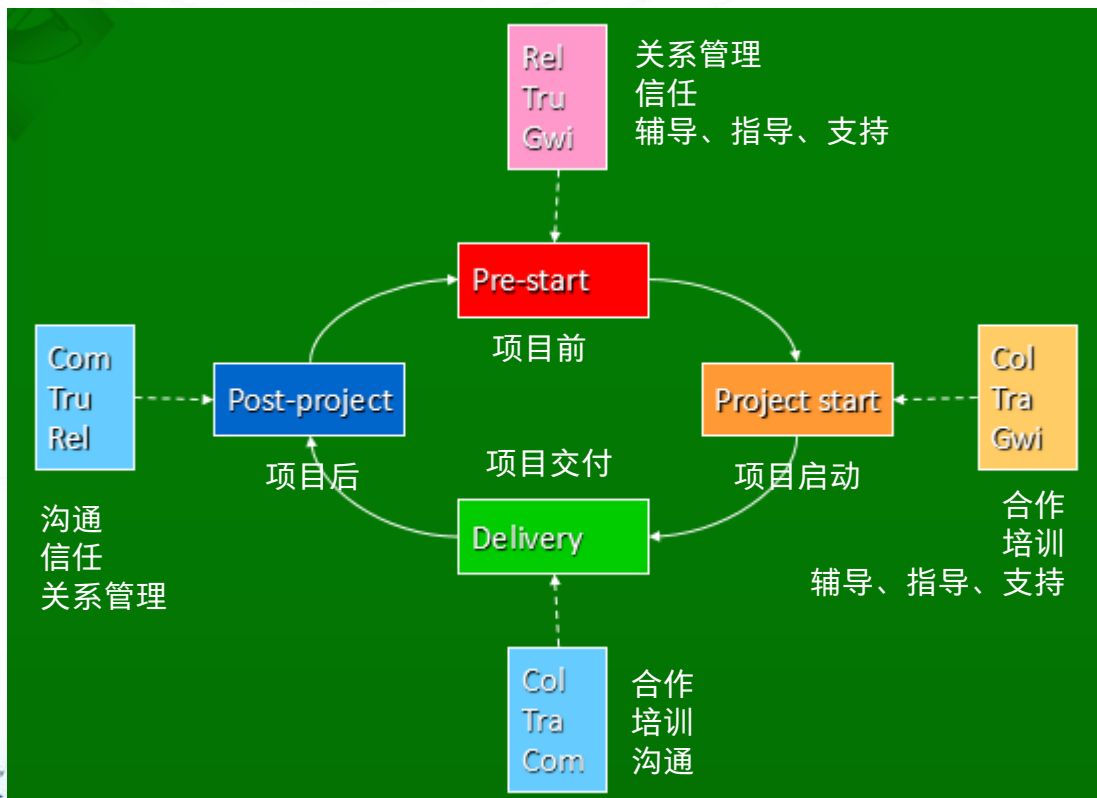 Rel
Tru
Gwi
关系管理
信任
辅导、指导、支持
Pre-start
项目前
Com
Tru
Rel
Post-project
Project start
Col
Tra
Gwi
项目后
项目交付
项目启动
沟通
信任
关系管理
Delivery
合作
培训
辅导、指导、支持
Col
Tra
Com
合作
培训
沟通